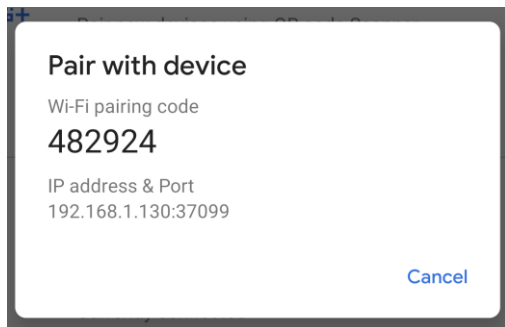 Pair with device
Wi-Fi pairing code
482924
IP address & Port
192.168.1.130:37099
Cancel